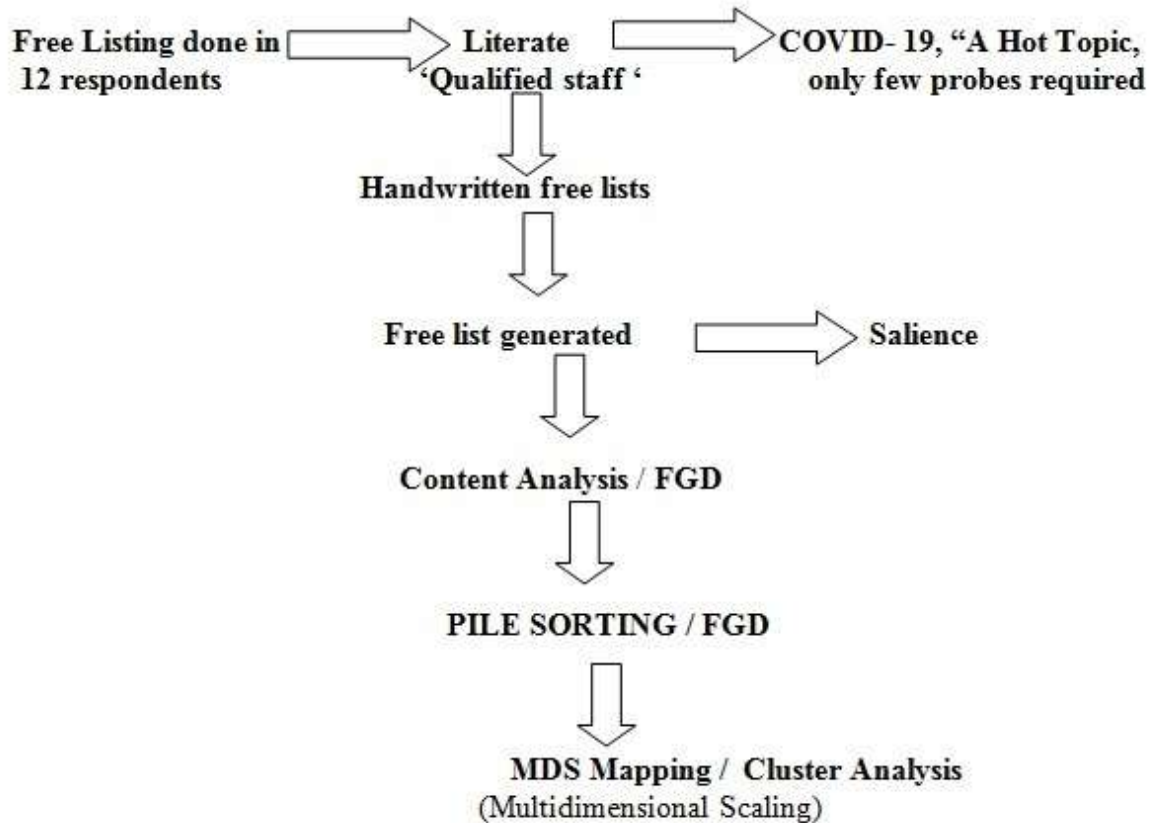 Free Listing done in
12 respondents
Literate
‘Qualified staff ‘
COVID- 19, “A Hot Topic,
only few probes required
Handwritten free lists
Free list generated
Salience
Content Analysis / FGD
PILE SORTING / FGD
MDS Mapping / Cluster Analysis
(Multidimensional Scaling)